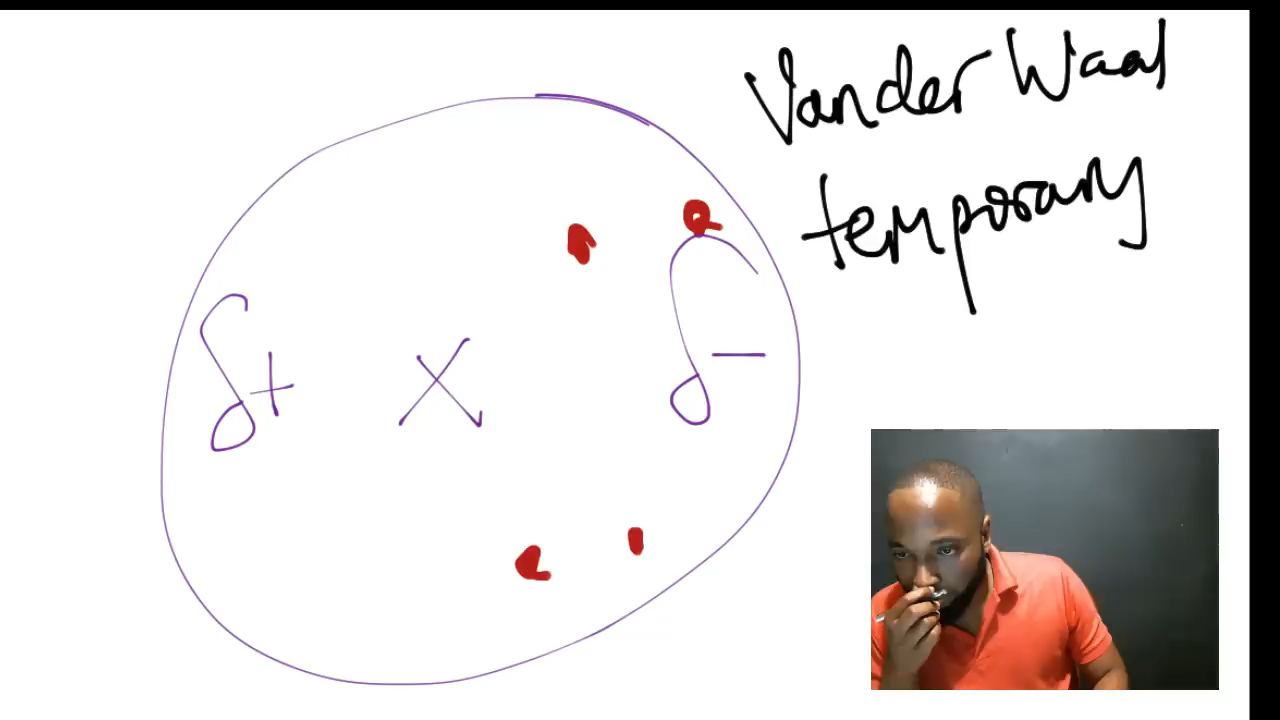 Vander Waal
temporary
δ+ X δ-